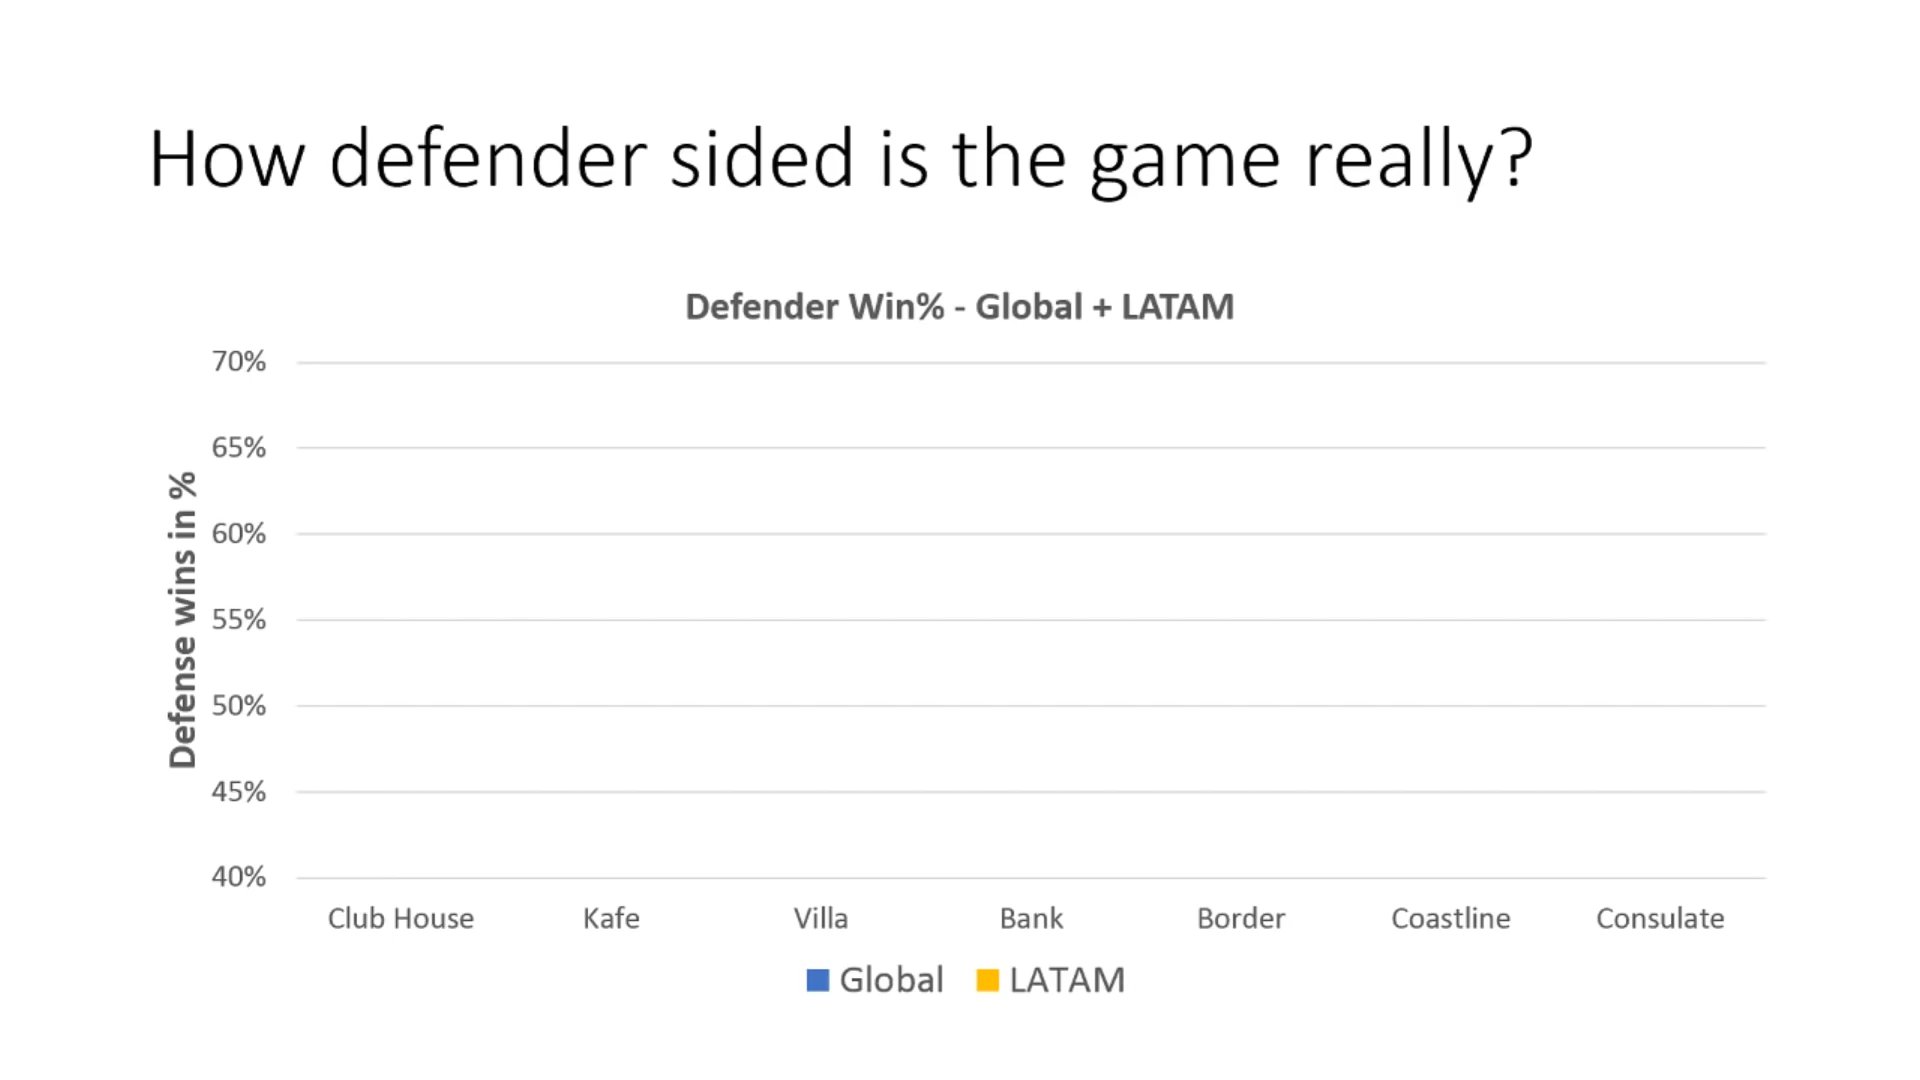 How defender sided is the game really?
Defender Win% - Global + LATAM
Defense wins in %
70%
65%
60%
55%
50%
45%
40%
Club House Kafe Villa Bank Border Coastline Consulate
Global LATAM